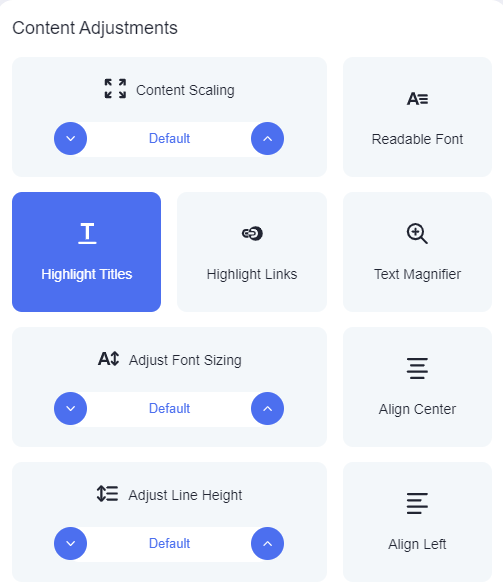 Content Adjustments
Content Scaling
Default
Readable Font
Highlight Titles
Highlight Links
Text Magnifier
Adjust Font Sizing
Default
Align Center
Adjust Line Height
Default
Align Left